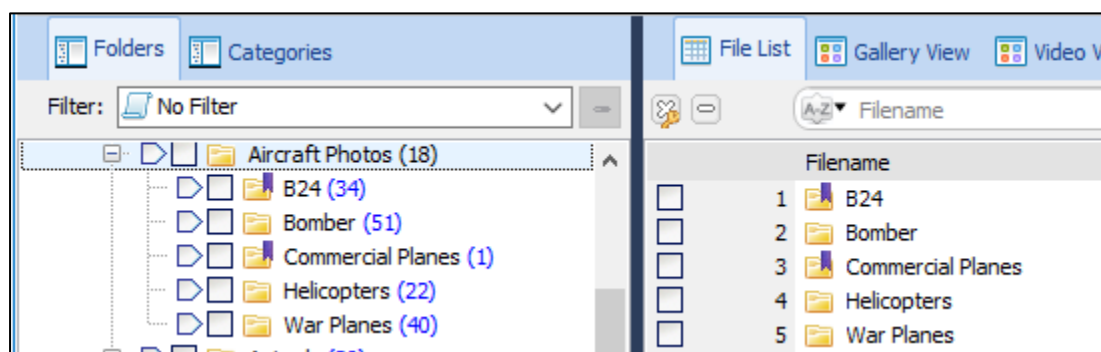 Folders Categories
Filter: No Filter
Aircraft Photos (18)
B24 (34)
Bomber (51)
Commercial Planes (1)
Helicopters (22)
War Planes (40)
File List Gallery View Video V
A-Z Filename
Filename
1 B24
2 Bomber
3 Commercial Planes
4 Helicopters
5 War Planes